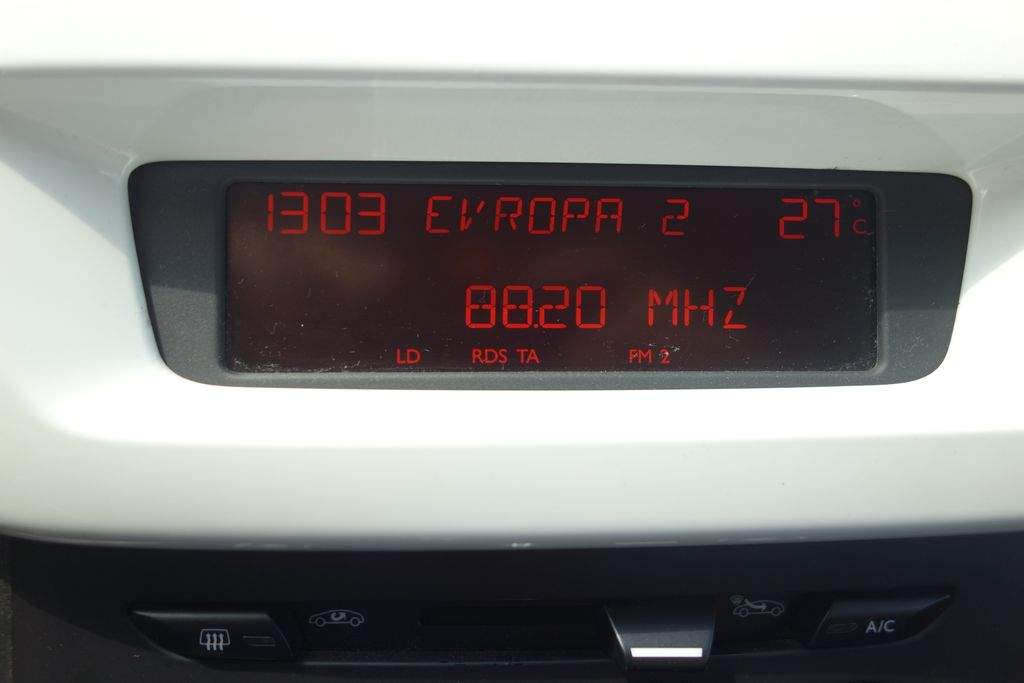 1303 EVROPA 2 27°C
88.20 MHZ
LD RDS TA FM 2
A/C